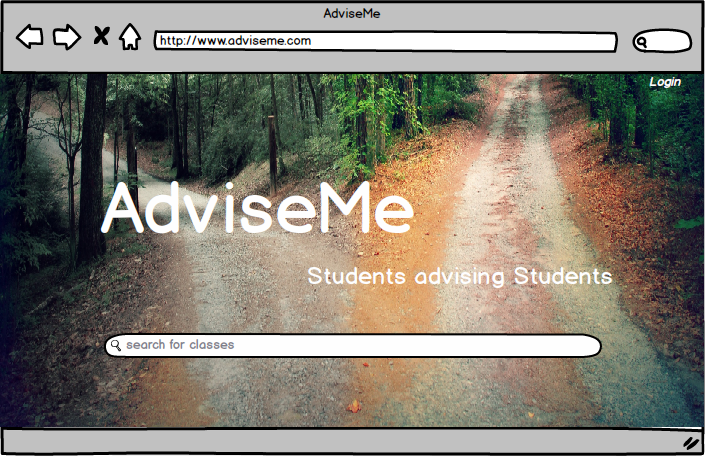 AdviseMe
http://www.adviseme.com
Login
AdviseMe
Students advising Students
search for classes